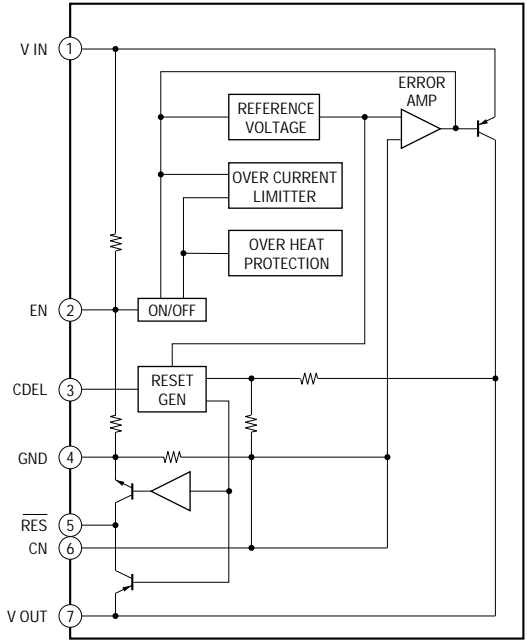 V IN 1
ERROR
AMP
REFERENCE
VOLTAGE
OVER CURRENT
LIMITTER
OVER HEAT
PROTECTION
EN 2
ON/OFF
CDEL 3
RESET
GEN
GND 4
RES 5
CN 6
V OUT 7